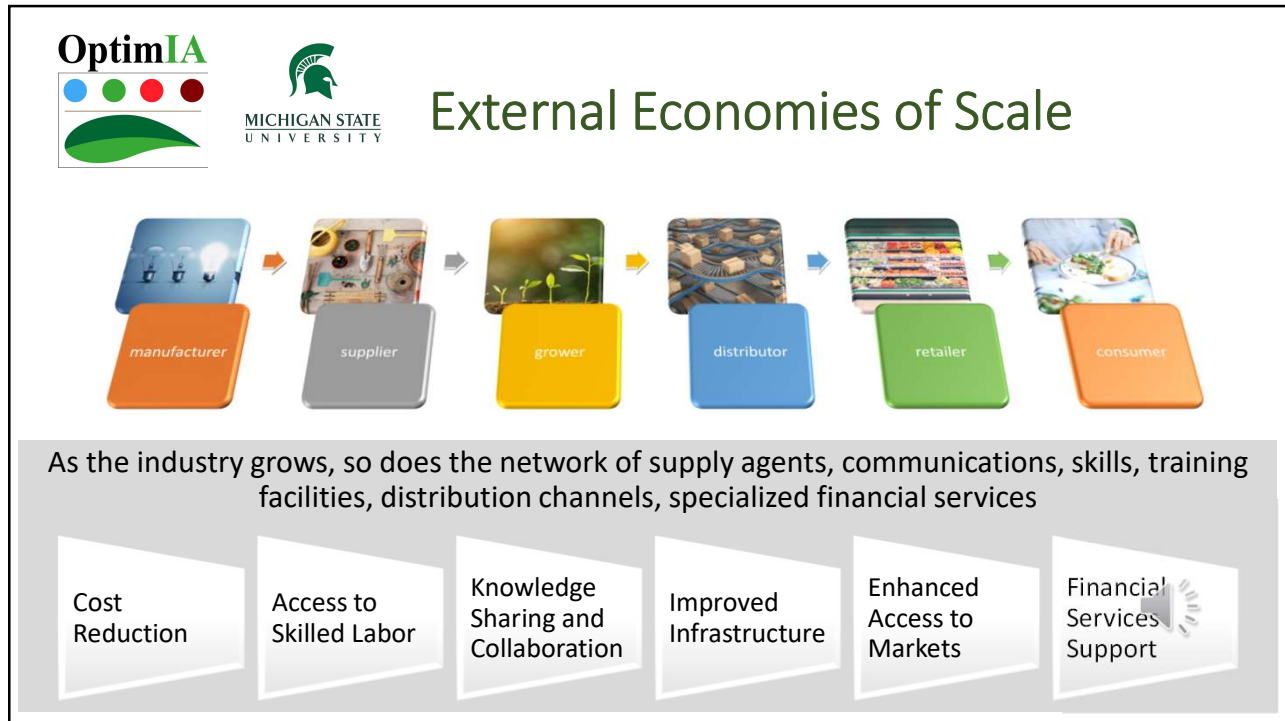 OptimIA
MICHIGAN STATE
UNIVERSITY
External Economies of Scale
manufacturer
supplier
grower
distributor
retailer
consumer
As the industry grows, so does the network of supply agents, communications, skills, training
facilities, distribution channels, specialized financial services
Cost
Reduction
Access to
Skilled Labor
Knowledge
Sharing and
Collaboration
Improved
Infrastructure
Enhanced
Access to
Markets
Financial
Services
Support